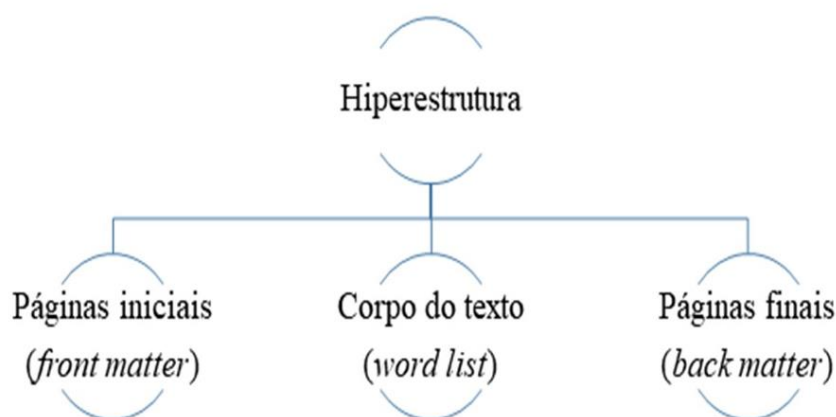 Hiperestrutura
Páginas iniciais
(front matter)
Corpo do texto
(word list)
Páginas finais
(back matter)